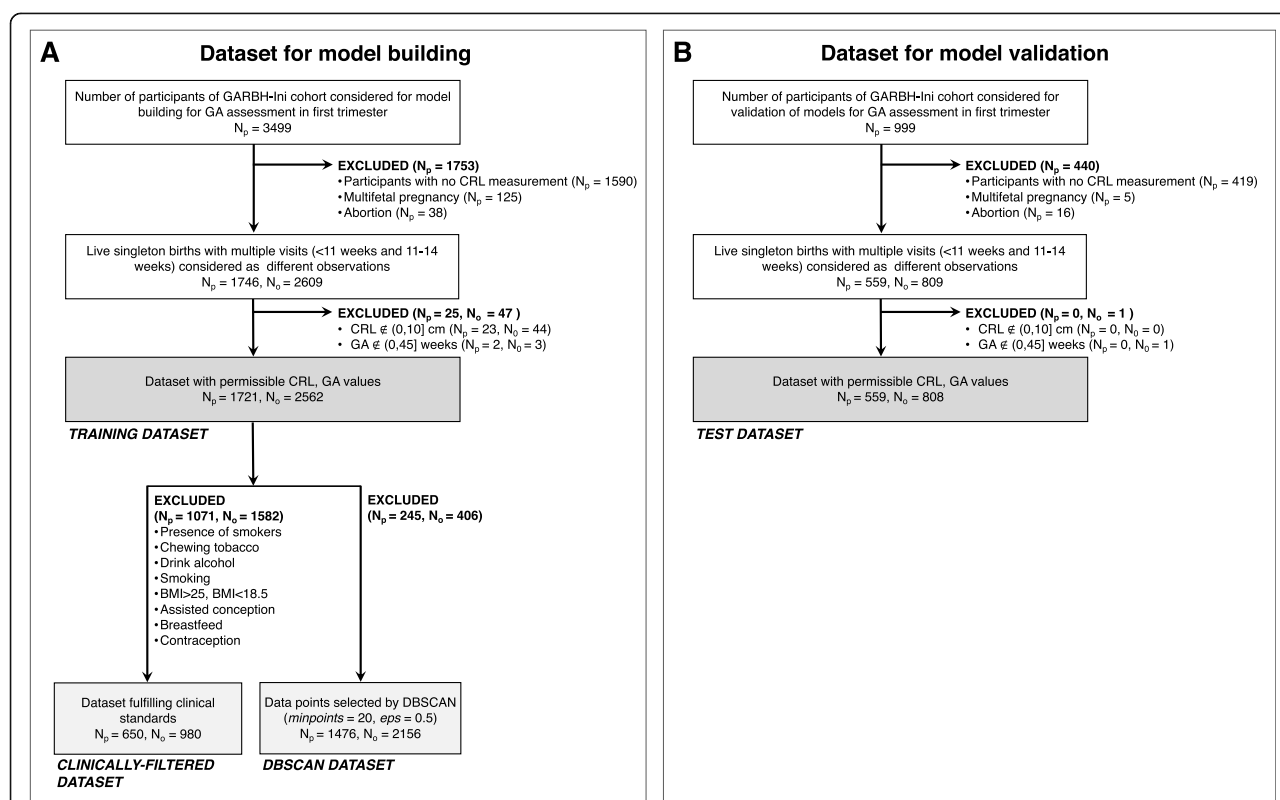 A
Dataset for model building
Number of participants of GARBH-Ini cohort considered for model
building for GA assessment in first trimester
Np = 3499
EXCLUDED (Np = 1753)
• Participants with no CRL measurement (Np = 1590)
• Multifetal pregnancy (Np = 125)
• Abortion (Np = 38)
Live singleton births with multiple visits (<11 weeks and 11-14
weeks) considered as different observations
Np = 1746, No = 2609
EXCLUDED (Np = 25, No = 47 )
• CRL ∉ (0,10] cm (Np = 23, N0 = 44)
• GA ∉ (0,45] weeks (Np = 2, N0 = 3)
Dataset with permissible CRL, GA values
Np = 1721, No = 2562
TRAINING DATASET
EXCLUDED
(Np = 1071, No = 1582)
• Presence of smokers
• Chewing tobacco
• Drink alcohol
• Smoking
• BMI>25, BMI<18.5
• Assisted conception
• Breastfeed
• Contraception
EXCLUDED
(Np = 245, No = 406)
Dataset fulfilling clinical
standards
Np = 650, No = 980
CLINICALLY-FILTERED
DATASET
Data points selected by DBSCAN
(minpoints = 20, eps = 0.5)
Np = 1476, No = 2156
DBSCAN DATASET
B
Dataset for model validation
Number of participants of GARBH-Ini cohort considered for
validation of models for GA assessment in first trimester
Np = 999
EXCLUDED (Np = 440)
• Participants with no CRL measurement (Np = 419)
• Multifetal pregnancy (Np = 5)
• Abortion (Np = 16)
Live singleton births with multiple visits (<11 weeks and 11-14
weeks) considered as different observations
Np = 559, No = 809
EXCLUDED (Np = 0, No = 1 )
• CRL ∉ (0,10] cm (Np = 0, N0 = 0)
• GA ∉ (0,45] weeks (Np = 0, N0 = 1)
Dataset with permissible CRL, GA values
Np = 559, No = 808
TEST DATASET